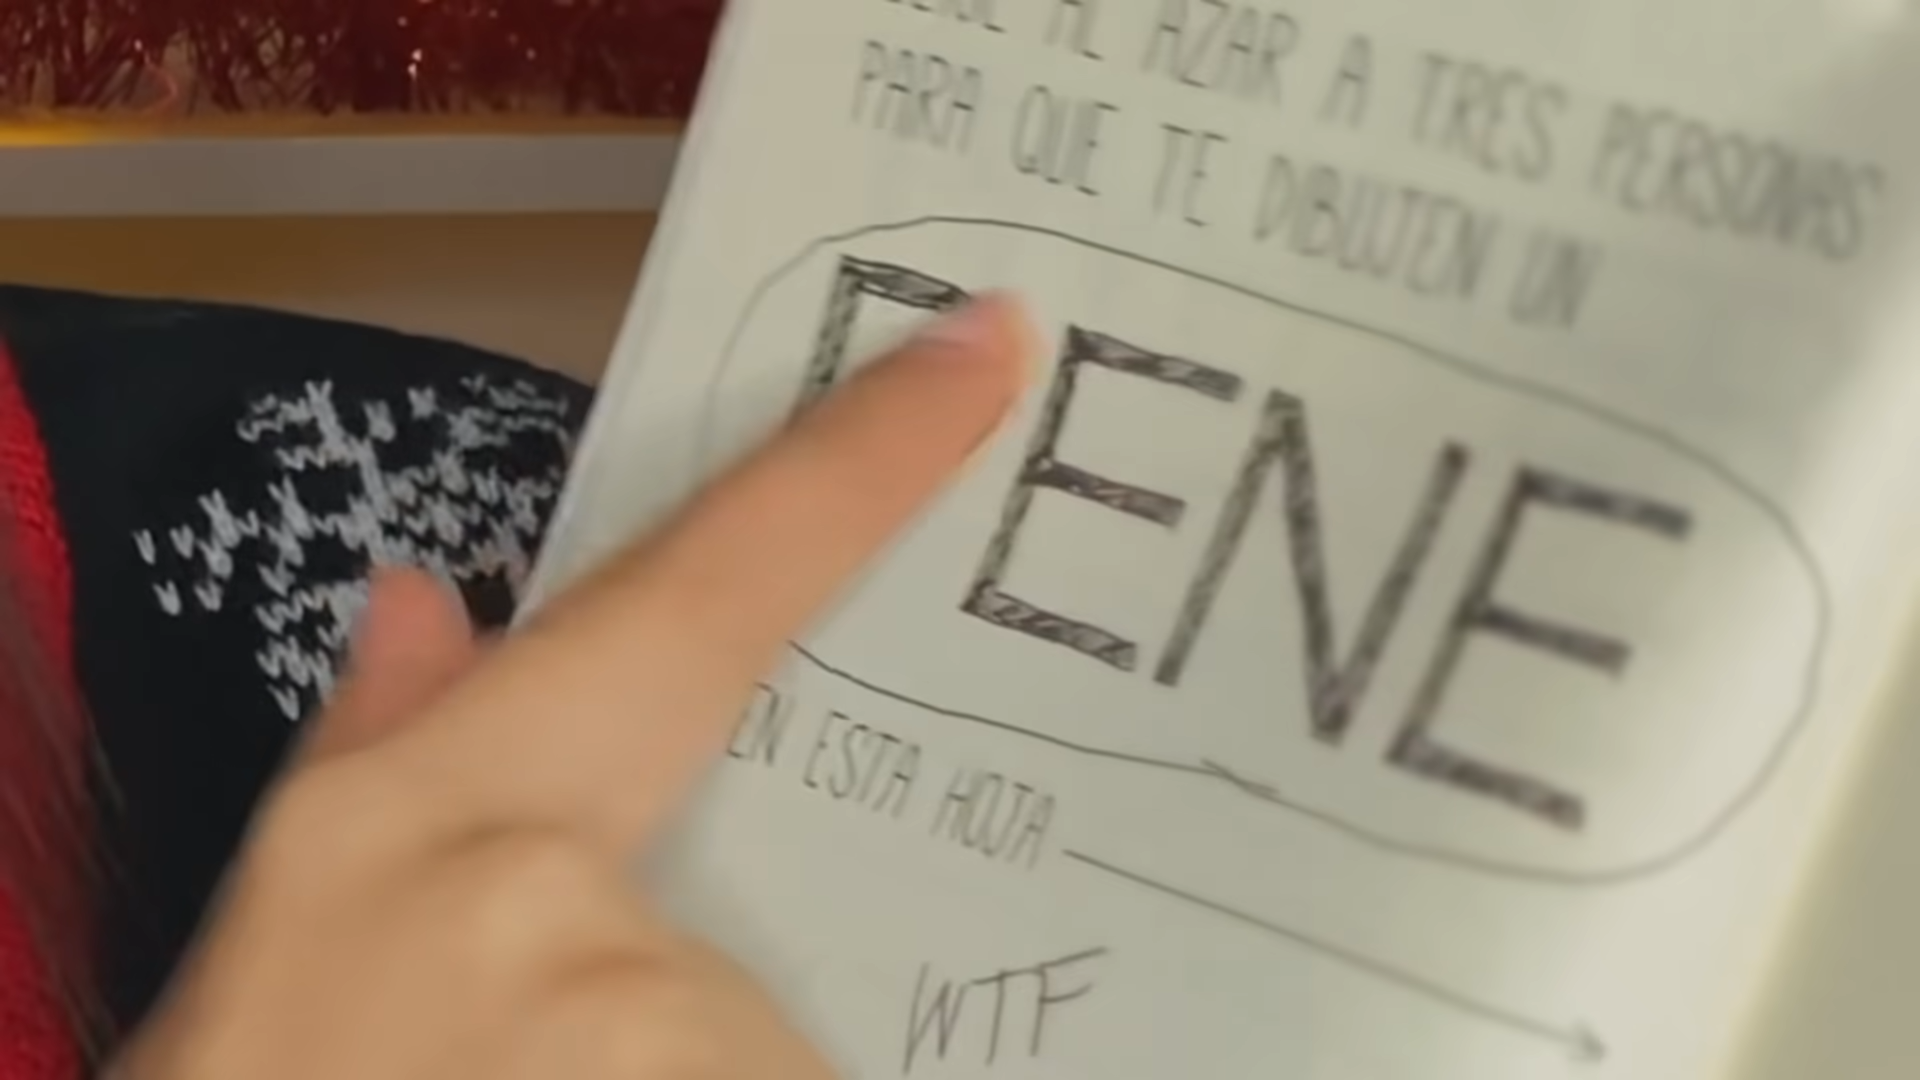 AL AZAR A TRES PERSONAS
PARA QUE TE DIBUJEN UN
PENE
EN ESTA HOJA
WTF